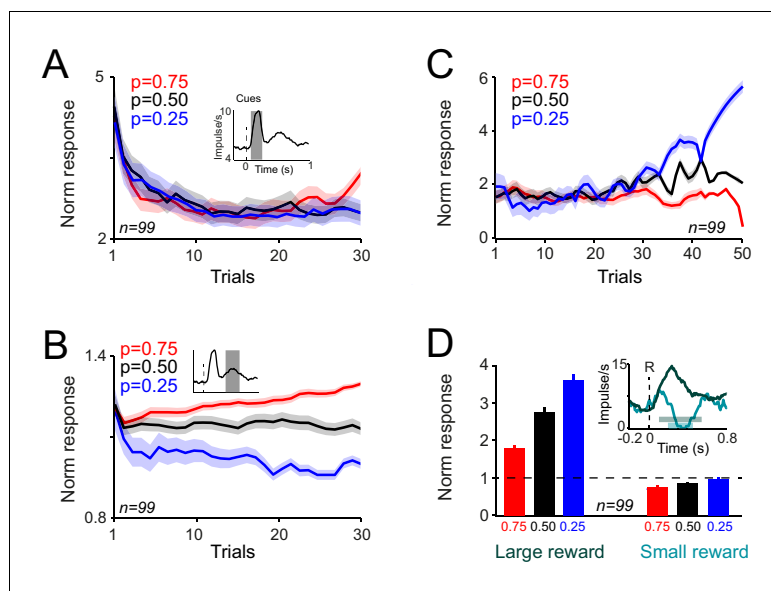 A
5
p=0.75
p=0.50
p=0.25
Cues
10
Impulse/s
4
0
Time (s)
1
Norm response
2
n=99
1
10
20
30
Trials
C
6
p=0.75
p=0.50
p=0.25
4
Norm response
2
0
n=99
1
10
20
30
40
50
Trials
B
1.4
p=0.75
p=0.50
p=0.25
Norm response
0.8
n=99
1
10
20
30
Trials
D
4
3
2
1
0
Norm response
R
15
Impulse/s
0
-0.2
0
Time (s)
0.8
n=99
0.75
0.50
0.25
0.75
0.50
0.25
Large reward
Small reward